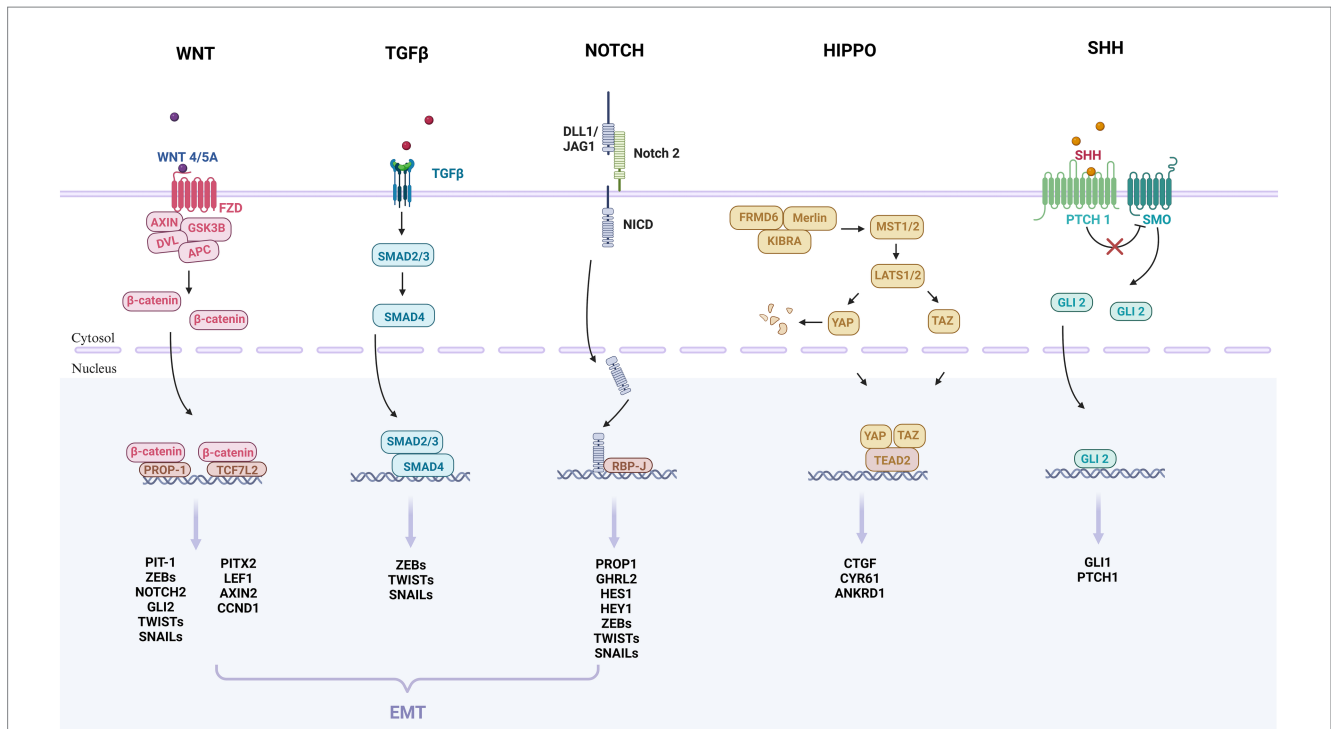 WNT
TGFβ
NOTCH
HIPPO
SHH
WNT 4/5A
FZD
AXIN
GSK3B
DVL
APC
β-catenin
β-catenin
TGFβ
SMAD2/3
SMAD4
DLL1/
JAG1
Notch 2
NICD
FRMD6
Merlin
KIBRA
MST1/2
LATS1/2
YAP
TAZ
SHH
PTCH 1
SMO
GLI 2
GLI 2
Cytosol
Nucleus
β-catenin
β-catenin
PROP-1
TCF7L2
SMAD2/3
SMAD4
RBP-J
YAP
TAZ
TEAD2
GLI 2
PIT-1
ZEBs
NOTCH2
GLI2
TWISTs
SNAILs
PITX2
LEF1
AXIN2
CCND1
ZEBs
TWISTs
SNAILs
PROP1
GHRL2
HES1
HEY1
ZEBs
TWISTs
SNAILs
CTGF
CYR61
ANKRD1
GLI1
PTCH1
EMT